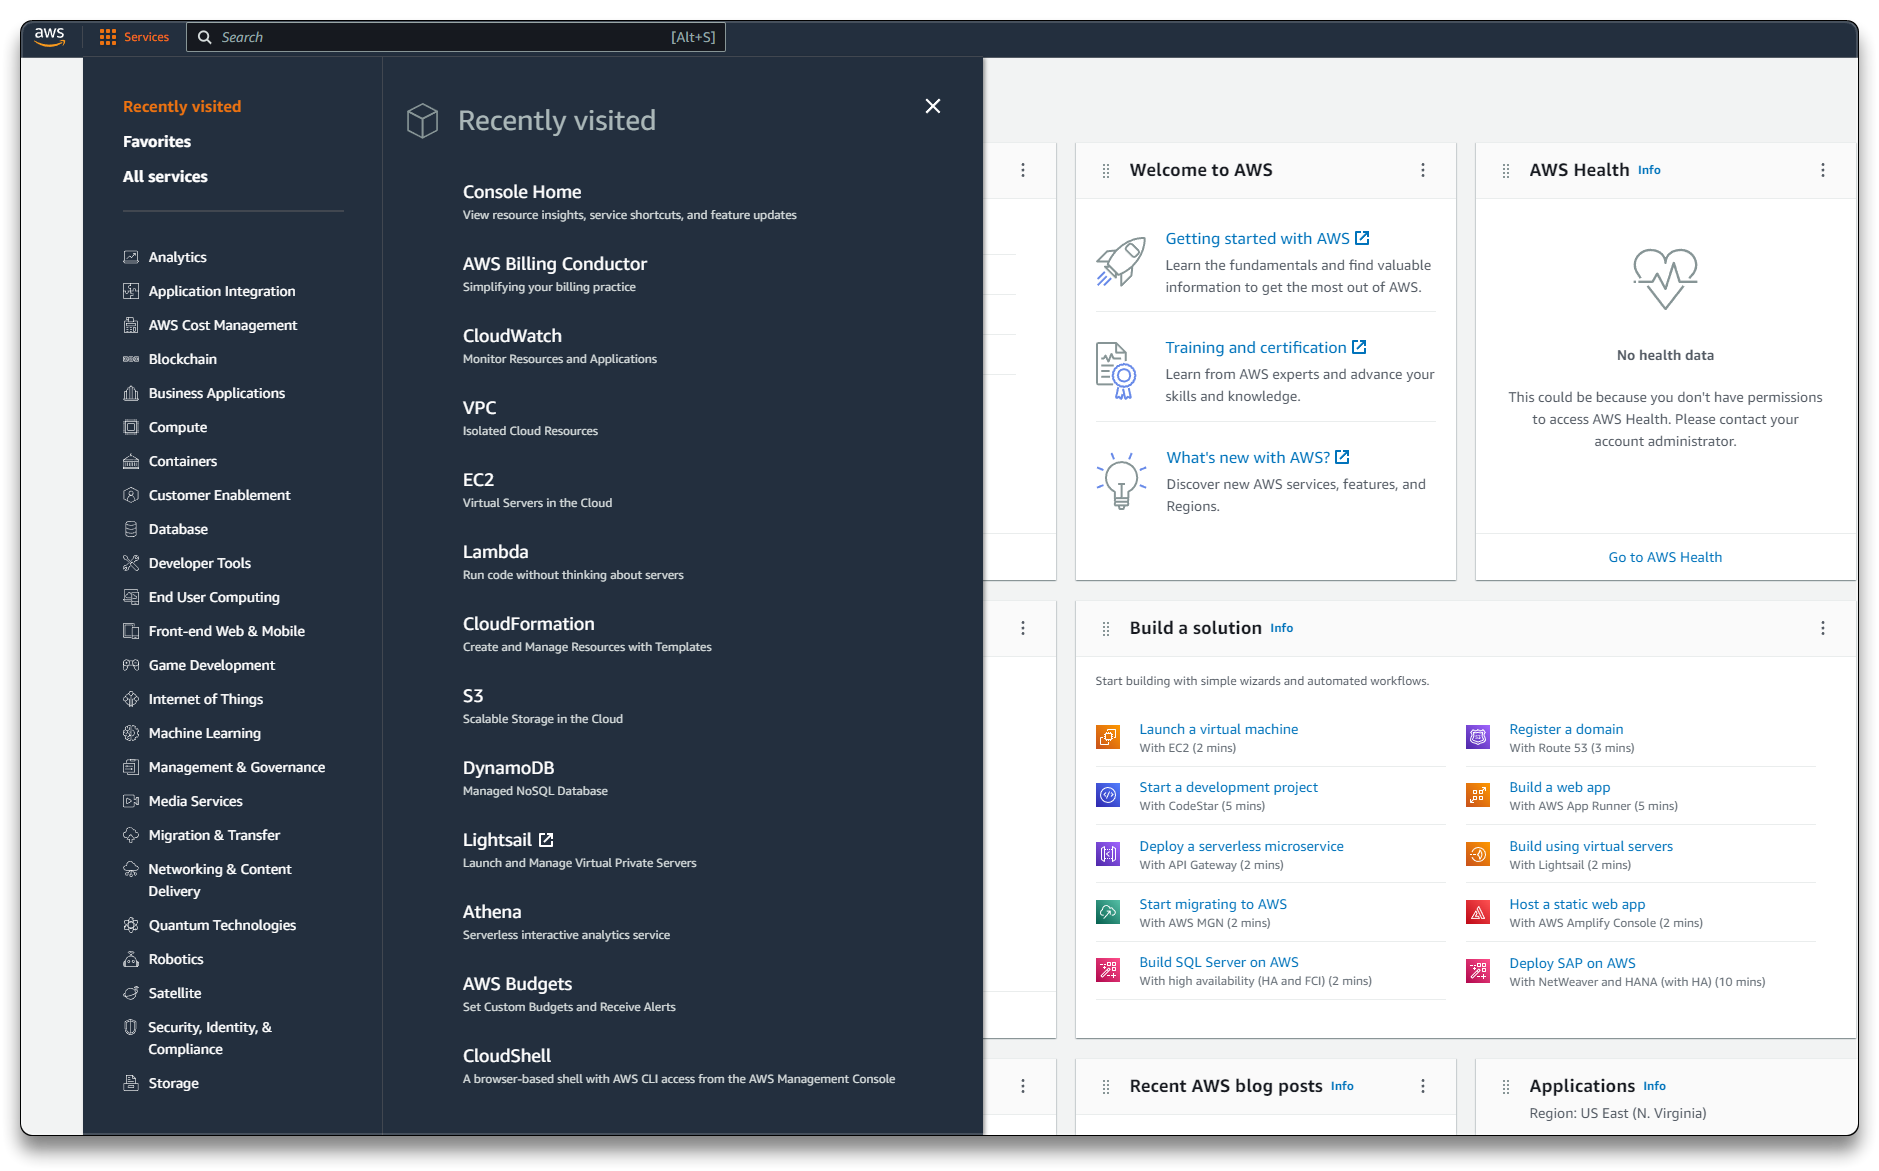 aws
Services
Search
[Alt+S]
Recently visited
Favorites
All services
Analytics
Application Integration
AWS Cost Management
Blockchain
Business Applications
Compute
Containers
Customer Enablement
Database
Developer Tools
End User Computing
Front-end Web & Mobile
Game Development
Internet of Things
Machine Learning
Management & Governance
Media Services
Migration & Transfer
Networking & Content
Delivery
Quantum Technologies
Robotics
Satellite
Security, Identity, &
Compliance
Storage
Recently visited
Console Home
View resource insights, service shortcuts, and feature updates
AWS Billing Conductor
Simplifying your billing practice
CloudWatch
Monitor Resources and Applications
VPC
Isolated Cloud Resources
EC2
Virtual Servers in the Cloud
Lambda
Run code without thinking about servers
CloudFormation
Create and Manage Resources with Templates
S3
Scalable Storage in the Cloud
DynamoDB
Managed NoSQL Database
Lightsail
Launch and Manage Virtual Private Servers
Athena
Serverless interactive analytics service
AWS Budgets
Set Custom Budgets and Receive Alerts
CloudShell
A browser-based shell with AWS CLI access from the AWS Management Console
Welcome to AWS
Getting started with AWS
Learn the fundamentals and find valuable
information to get the most out of AWS.
Training and certification
Learn from AWS experts and advance your
skills and knowledge.
What's new with AWS?
Discover new AWS services, features, and
Regions.
AWS Health Info
No health data
This could be because you don't have permissions
to access AWS Health. Please contact your
account administrator.
Go to AWS Health
Build a solution Info
Start building with simple wizards and automated workflows.
Launch a virtual machine
With EC2 (2 mins)
Start a development project
With CodeStar (5 mins)
Deploy a serverless microservice
With API Gateway (2 mins)
Start migrating to AWS
With AWS MGN (2 mins)
Build SQL Server on AWS
With high availability (HA and FCI) (2 mins)
Register a domain
With Route 53 (3 mins)
Build a web app
With AWS App Runner (5 mins)
Build using virtual servers
With Lightsail (2 mins)
Host a static web app
With AWS Amplify Console (2 mins)
Deploy SAP on AWS
With NetWeaver and HANA (with HA) (10 mins)
Recent AWS blog posts Info
Applications Info
Region: US East (N. Virginia)